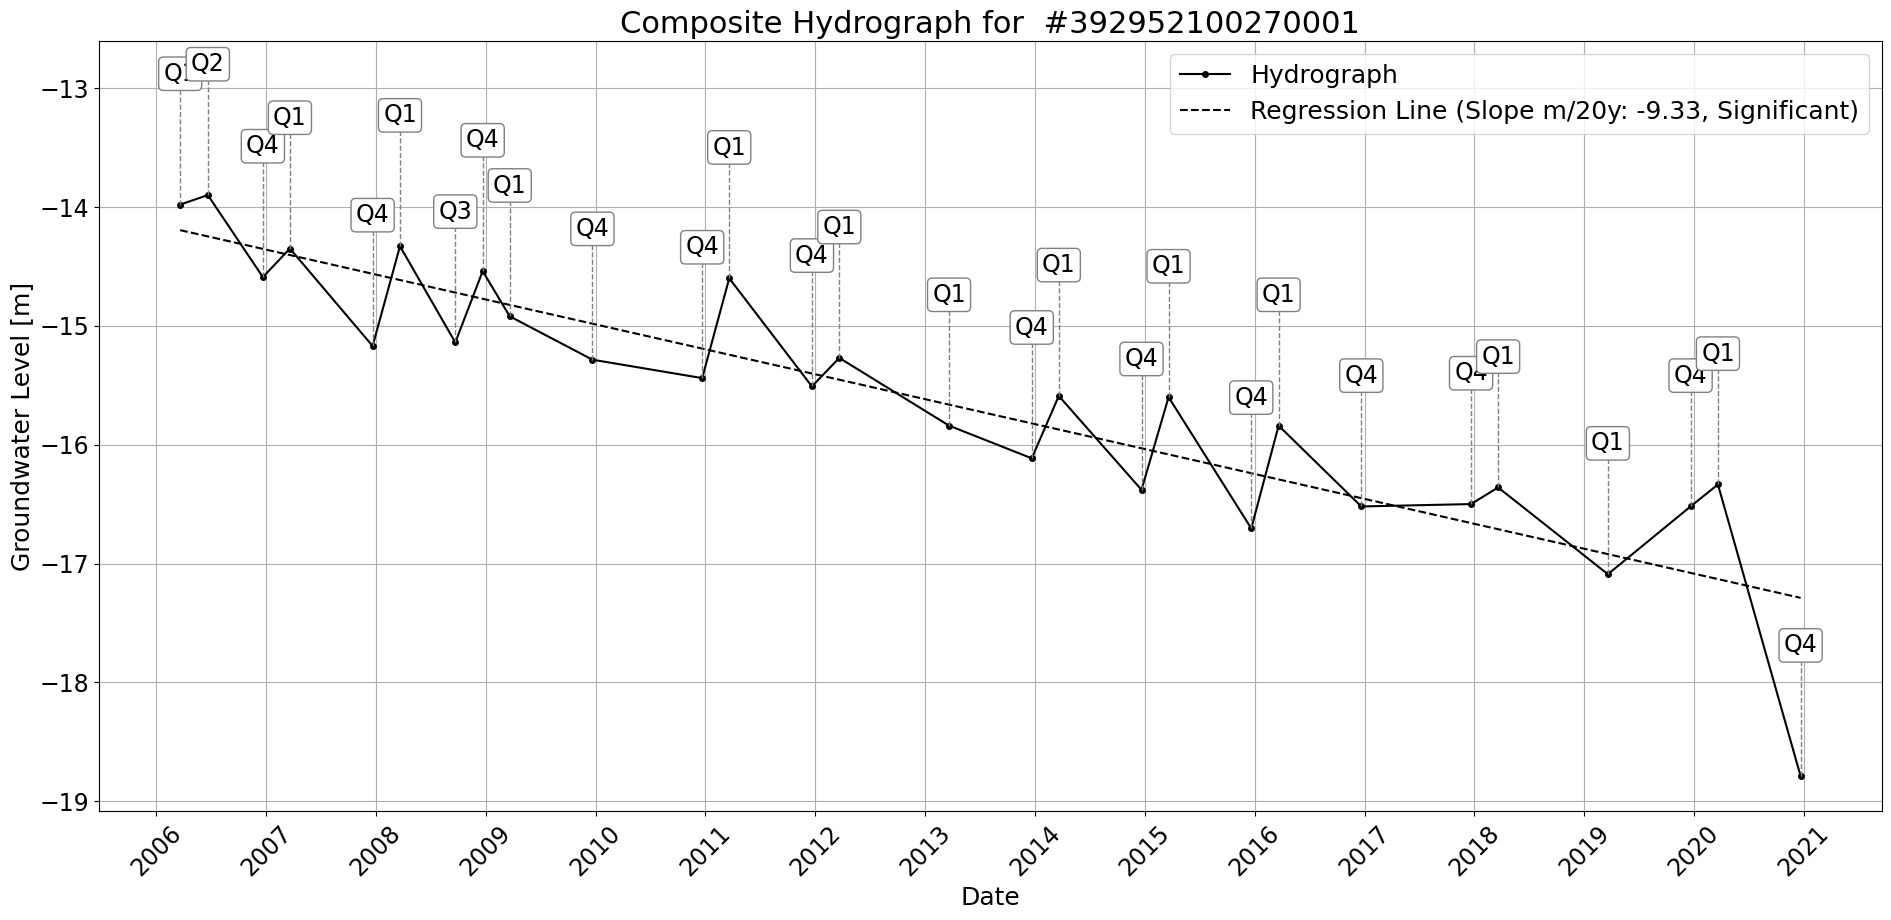 Composite Hydrograph for  #392952100270001
Hydrograph
Regression Line (Slope m/20y: -9.33, Significant)
Groundwater Level [m]
−13
−14
−15
−16
−17
−18
−19
Q2
Q4
Q1
Q4
Q1
Q3
Q4
Q1
Q4
Q4
Q1
Q4
Q1
Q1
Q4
Q1
Q4
Q1
Q4
Q1
Q4
Q4
Q1
Q1
Q4
Q1
Q4
2006
2007
2008
2009
2010
2011
2012
2013
2014
2015
2016
2017
2018
2019
2020
2021
Date